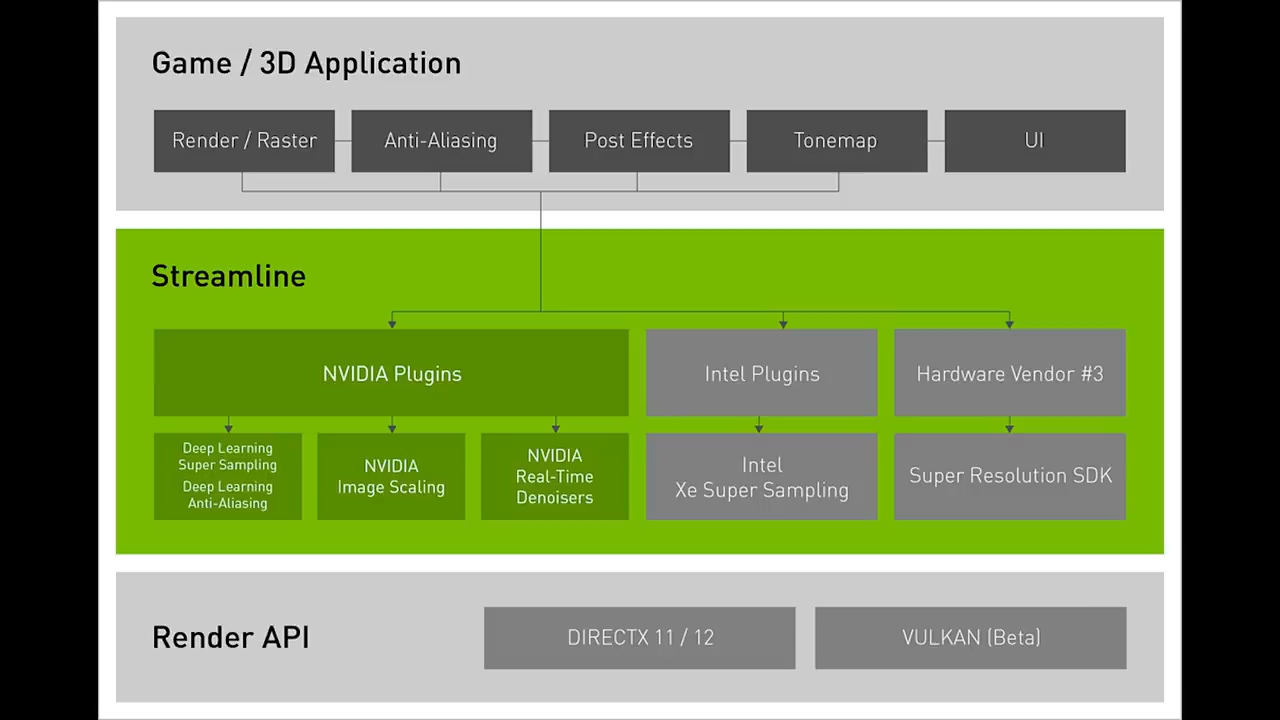 Game / 3D Application
Render / Raster
Anti-Aliasing
Post Effects
Tonemap
UI
Streamline
NVIDIA Plugins
Intel Plugins
Hardware Vendor #3
Deep Learning
Super Sampling
Deep Learning
Anti-Aliasing
NVIDIA
Image Scaling
NVIDIA
Real-Time
Denoisers
Intel
Xe Super Sampling
Super Resolution SDK
Render API
DIRECTX 11 / 12
VULKAN (Beta)